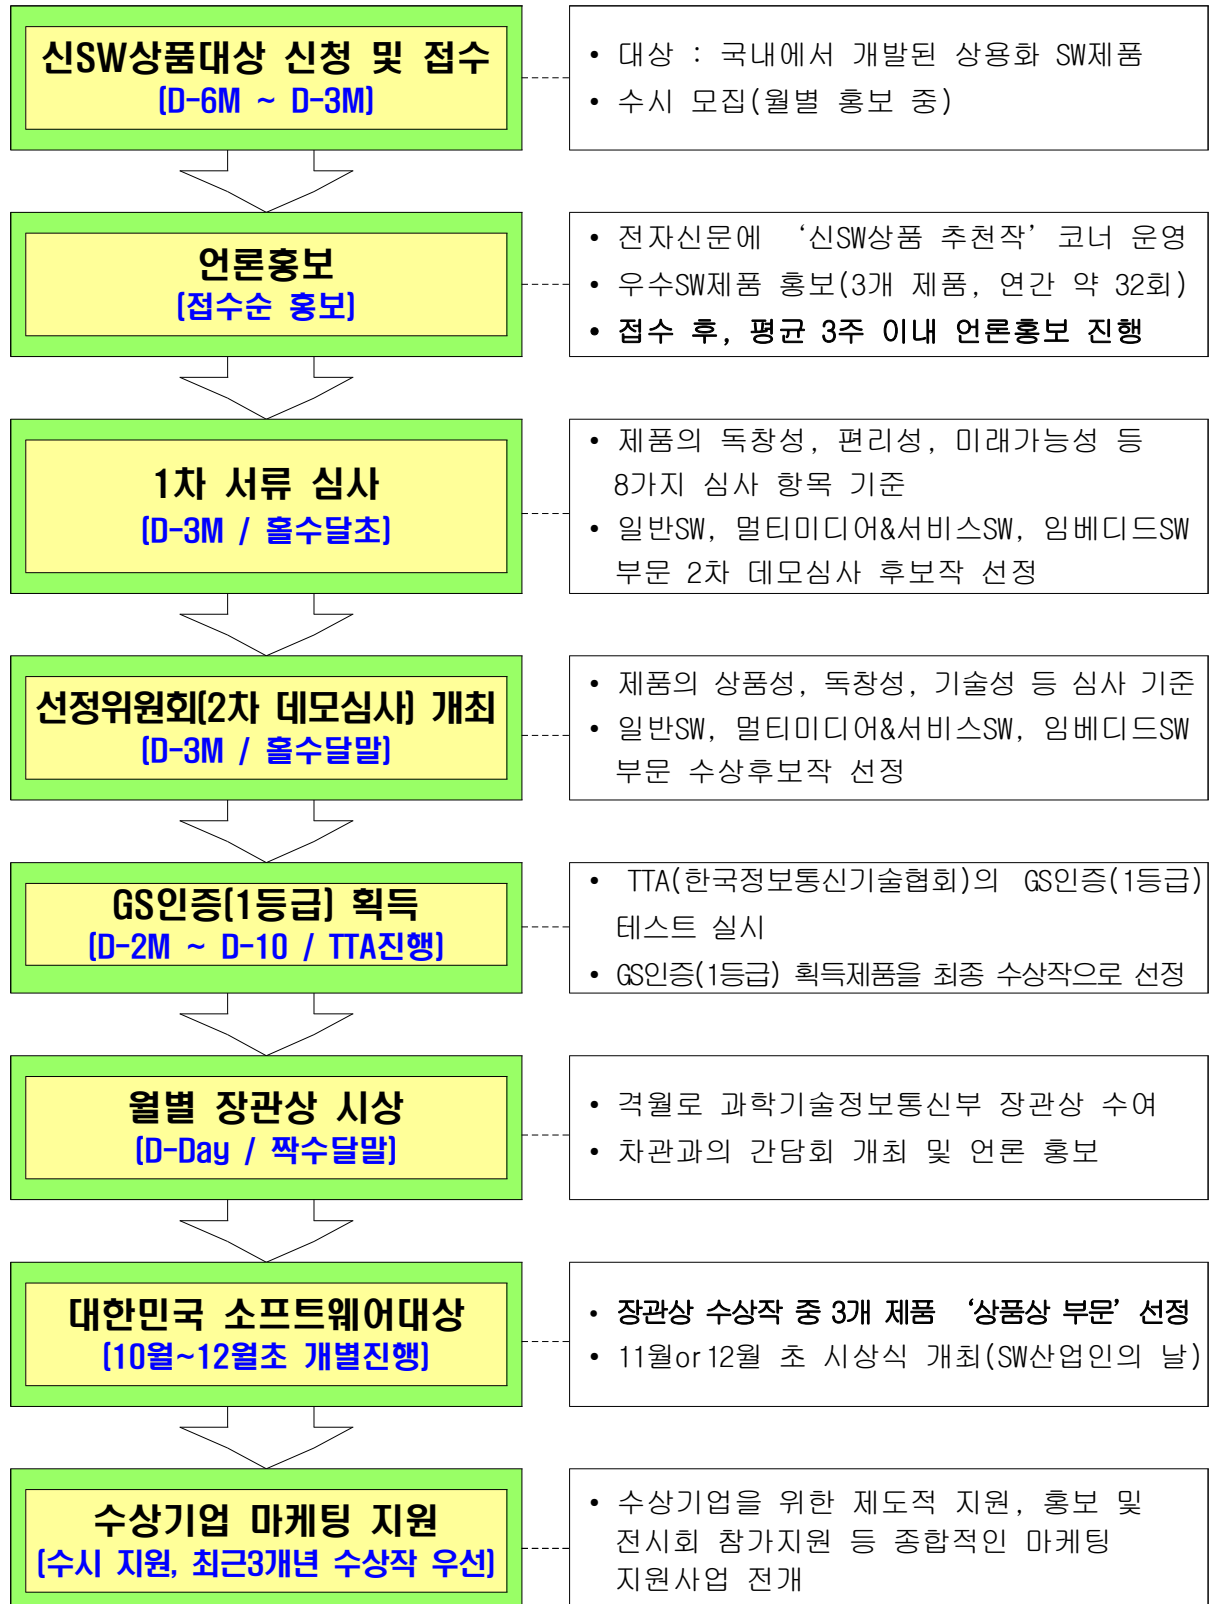 신SW상품대상 신청 및 접수
(D-6M ~ D-3M)
• 대상 : 국내에서 개발된 상용화 SW제품
• 수시 모집(월별 홍보 중)
언론홍보
(접수순 홍보)
• 전자신문에 ‘신SW상품 추천작’ 코너 운영
• 우수SW제품 홍보(3개 제품, 연간 약 32회)
• 접수 후, 평균 3주 이내 언론홍보 진행
1차 서류 심사
(D-3M / 홀수달초)
• 제품의 독창성, 편리성, 미래가능성 등
8가지 심사 항목 기준
• 일반SW, 멀티미디어&서비스SW, 임베디드SW
부문 2차 데모심사 후보작 선정
선정위원회(2차 데모심사) 개최
(D-3M / 홀수달말)
• 제품의 상품성, 독창성, 기술성 등 심사 기준
• 일반SW, 멀티미디어&서비스SW, 임베디드SW
부문 수상후보작 선정
GS인증(1등급) 획득
(D-2M ~ D-10 / TTA진행)
• TTA(한국정보통신기술협회)의 GS인증(1등급)
테스트 실시
• GS인증(1등급) 획득제품을 최종 수상작으로 선정
월별 장관상 시상
(D-Day / 짝수달말)
• 격월로 과학기술정보통신부 장관상 수여
• 차관과의 간담회 개최 및 언론 홍보
대한민국 소프트웨어대상
(10월~12월초 개별진행)
• 장관상 수상작 중 3개 제품 ‘상품상 부문’ 선정
• 11월or 12월 초 시상식 개최(SW산업인의 날)
수상기업 마케팅 지원
(수시 지원, 최근3개년 수상작 우선)
• 수상기업을 위한 제도적 지원, 홍보 및
전시회 참가지원 등 종합적인 마케팅
지원사업 전개